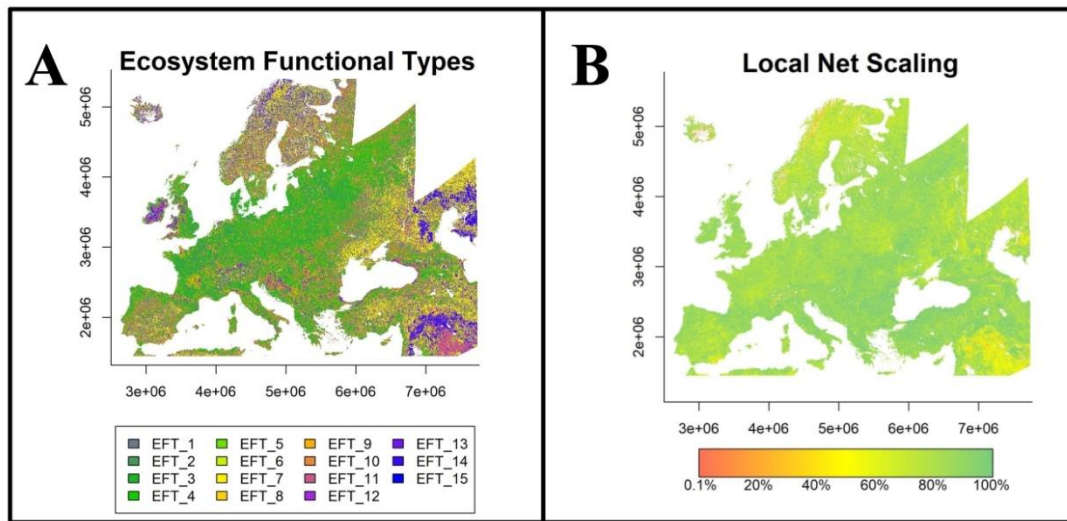 A
Ecosystem Functional Types
5e+06
4e+06
3e+06
2e+06
3e+06 4e+06 5e+06 6e+06 7e+06
EFT_1 EFT_5 EFT_9 EFT_13
EFT_2 EFT_6 EFT_10 EFT_14
EFT_3 EFT_7 EFT_11 EFT_15
EFT_4 EFT_8 EFT_12
B
Local Net Scaling
5e+06
4e+06
3e+06
2e+06
3e+06 4e+06 5e+06 6e+06 7e+06
0.1% 20% 40% 60% 80% 100%